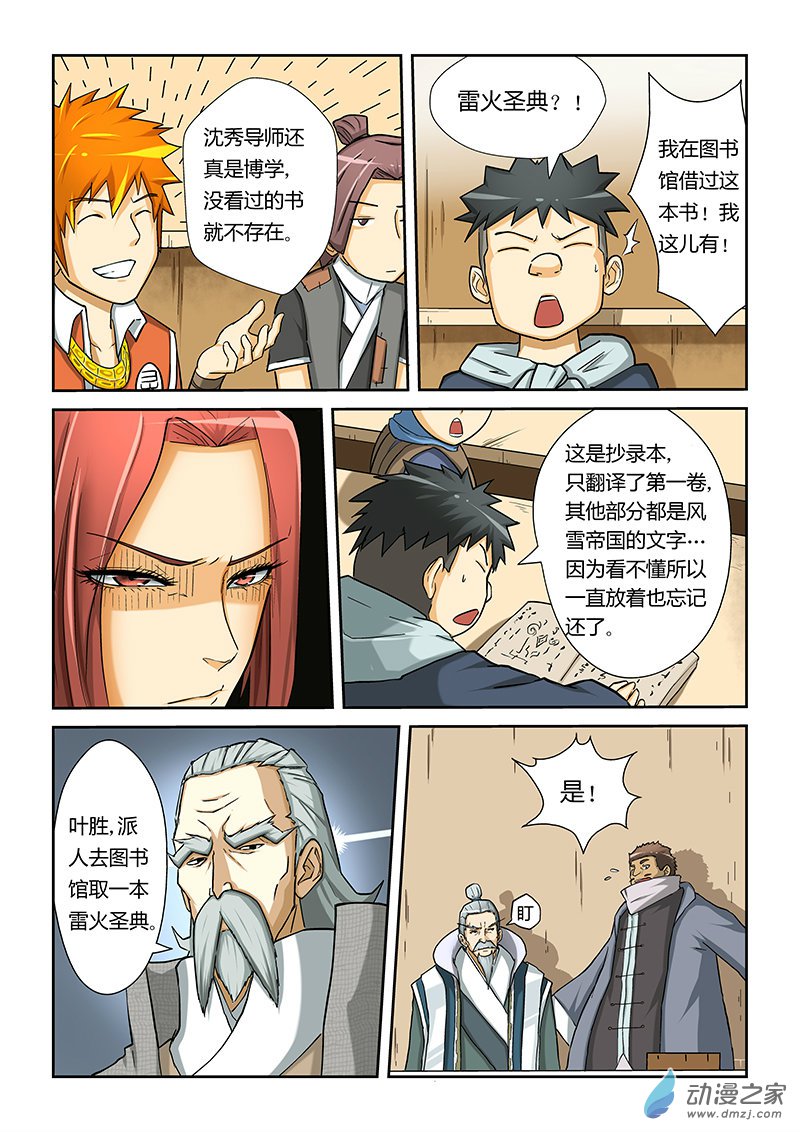 沈秀导师还
真是博学，
没看过的书
就不存在。
雷火圣典？！
我在图书
馆借过这
本书！我
这儿有！
这是抄录本，
只翻译了第一卷，
其他部分都是风
雪帝国的文字…
因为看不懂所以
一直放着也忘记
还了。
叶胜，派
人去图书
馆取一本
雷火圣典。
是！
盯
动漫之家
www.dmzj.com